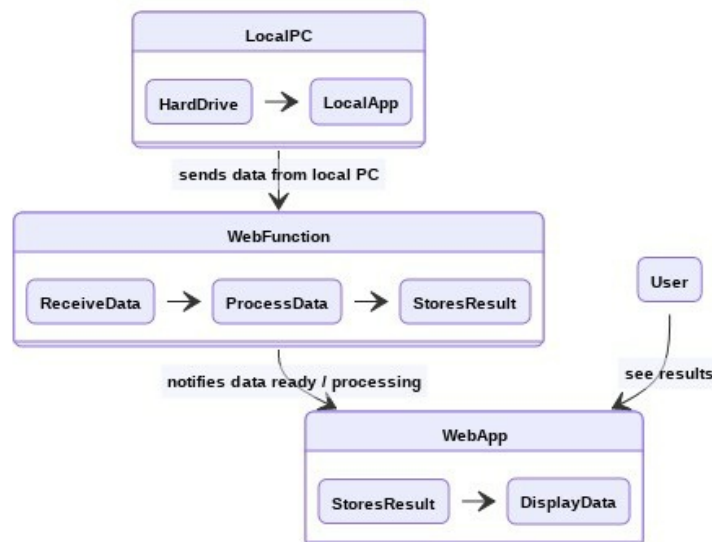 LocalPC
HardDrive
LocalApp
sends data from local PC
WebFunction
ReceiveData
ProcessData
StoresResult
User
notifies data ready / processing
see results
WebApp
StoresResult
DisplayData